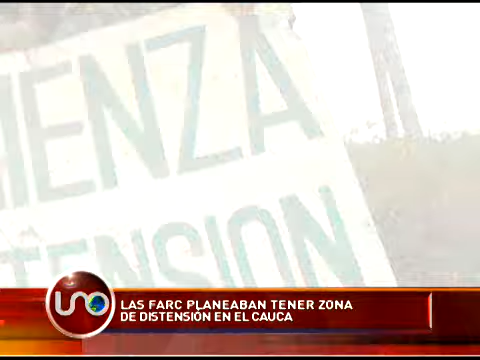 MIENZA
TENSION
UNO
LAS FARC PLANEABAN TENER ZONA
DE DISTENSIÓN EN EL CAUCA